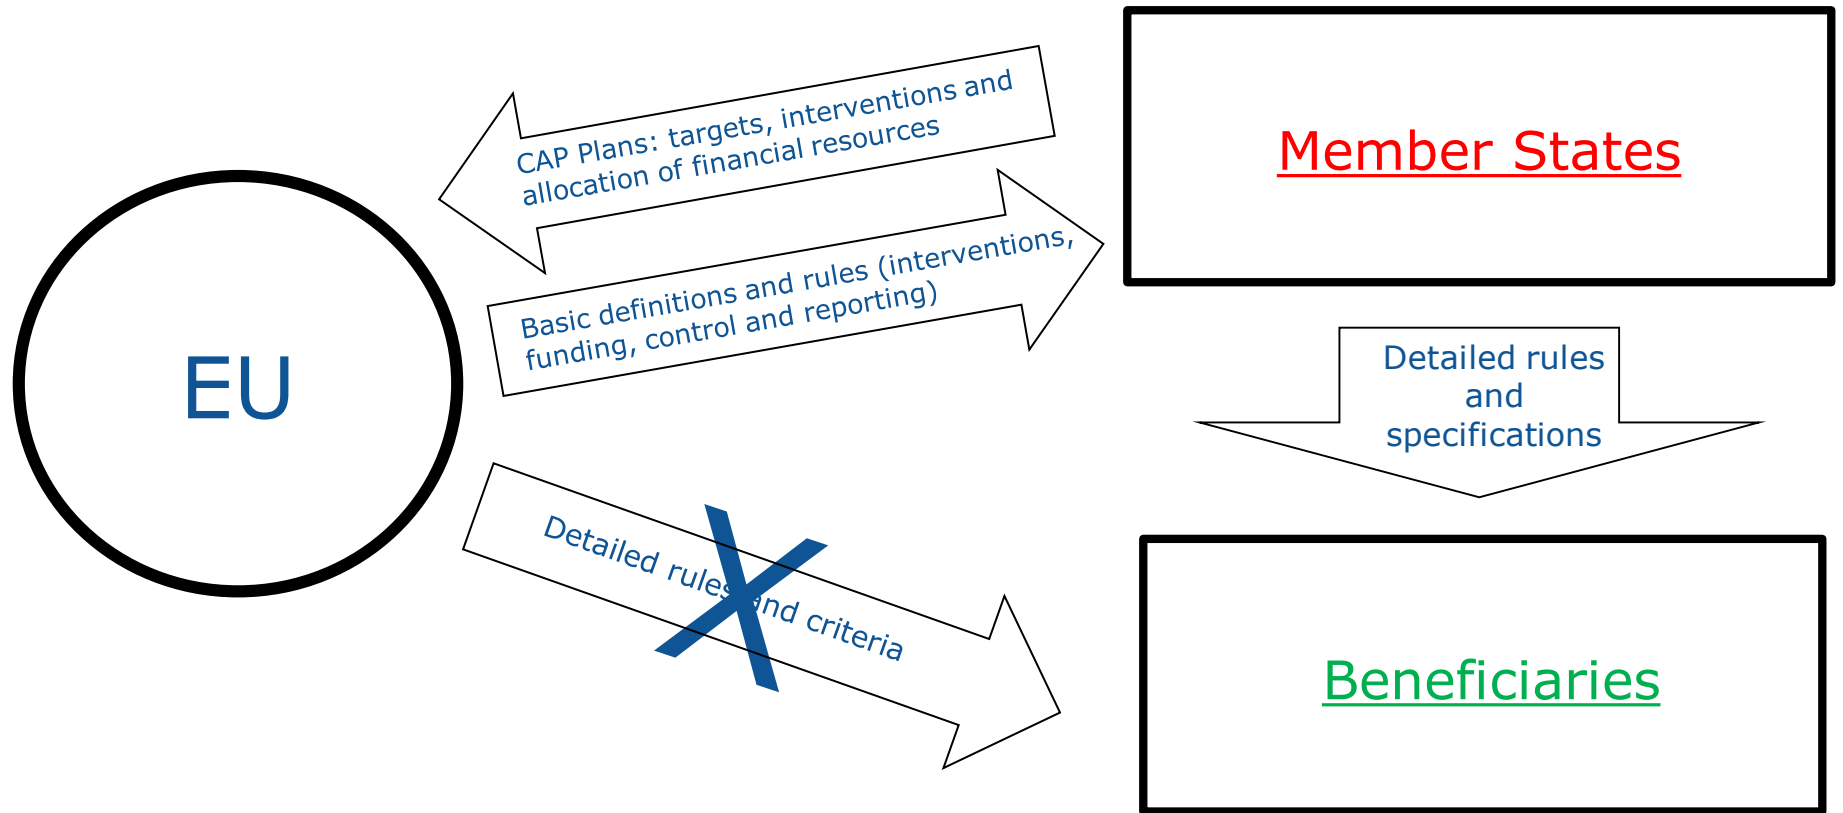 CAP Plans: targets, interventions and
allocation of financial resources
Member States
Basic definitions and rules (interventions,
funding, control and reporting)
EU
Detailed rules
and
specifications
Detailed rules and criteria
Beneficiaries